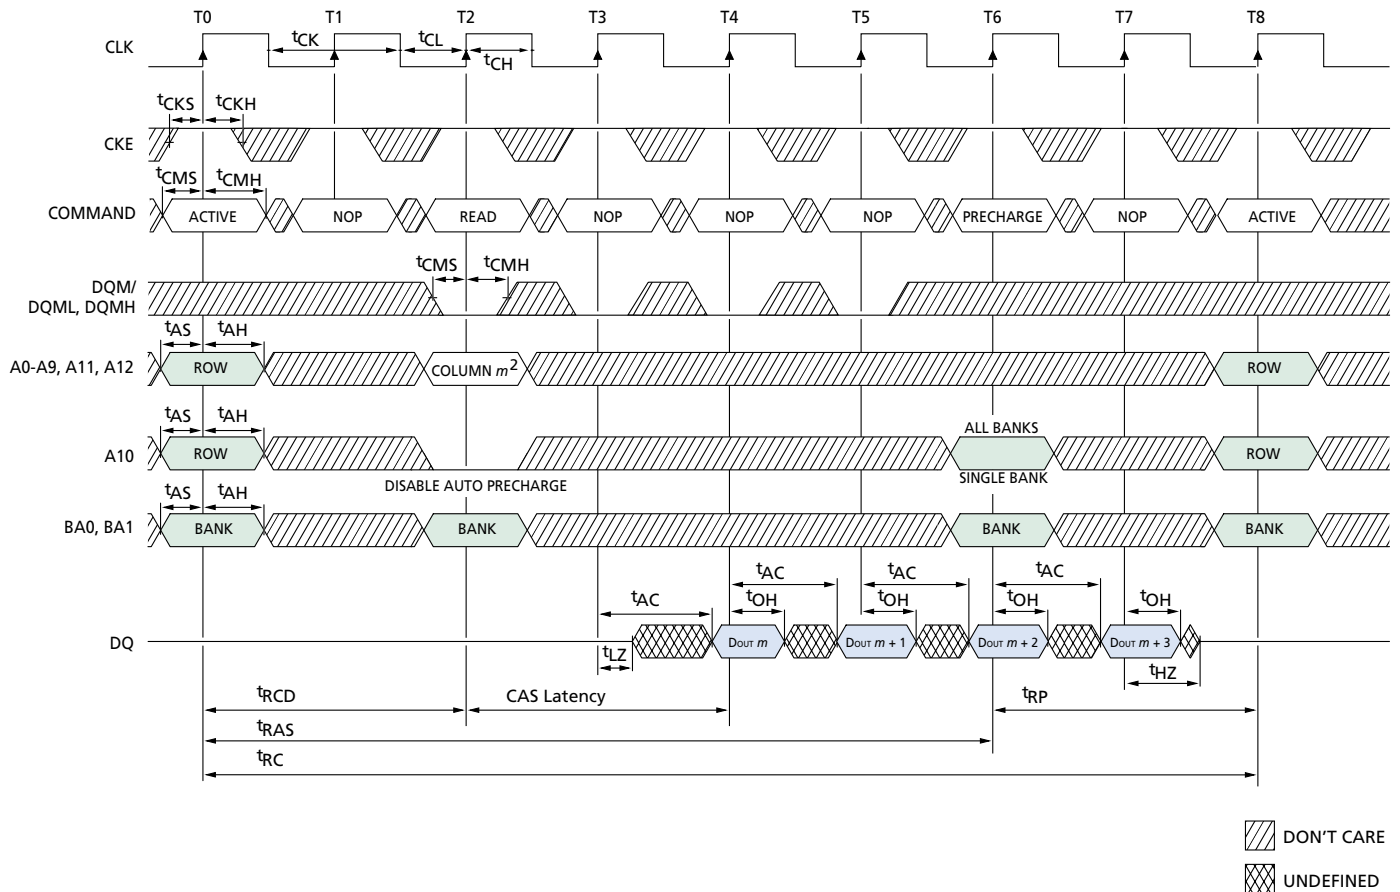 T0 T1 T2 T3 T4 T5 T6 T7 T8
CLK
tCK tCL
tCH
tCKS tCKH
CKE
tCMS tCMH
COMMAND ACTIVE NOP READ NOP NOP NOP PRECHARGE NOP ACTIVE
tCMS tCMH
DQM/
DQML, DQMH
tAS tAH
A0-A9, A11, A12 ROW COLUMN m2 ROW
tAS tAH
ALL BANKS
A10 ROW ROW
DISABLE AUTO PRECHARGE SINGLE BANK
tAS tAH
BA0, BA1 BANK BANK BANK BANK
tAC tAC tAC
tAC tOH tOH tOH tOH
DQ DOUT m DOUT m + 1 DOUT m + 2 DOUT m + 3
tLZ tHZ
tRCD CAS Latency tRP
tRAS
tRC
DON'T CARE
UNDEFINED